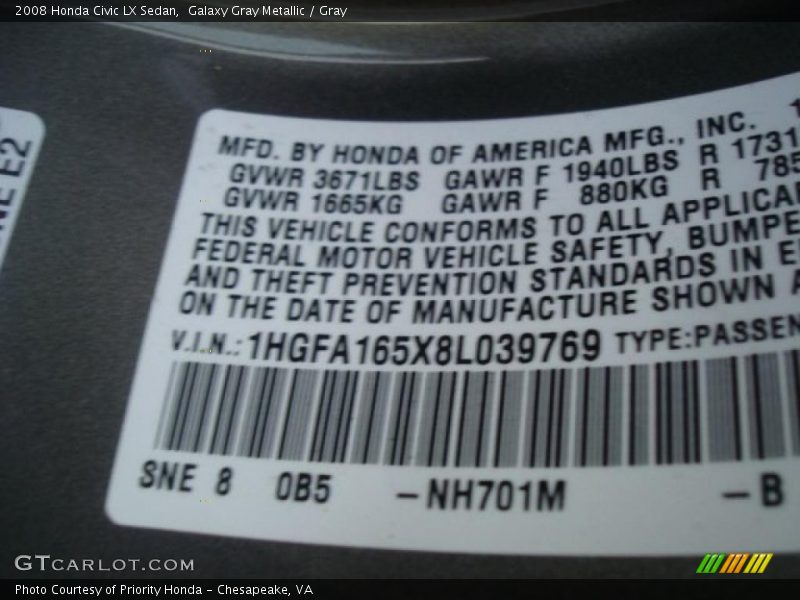 2008 Honda Civic LX Sedan,  Galaxy Gray Metallic / Gray
NE E2
MFD. BY HONDA OF AMERICA MFG., INC.
GVWR 3671LBS GAWR F 1940LBS R 1731
GVWR 1665KG GAWR F 880KG R 785
THIS VEHICLE CONFORMS TO ALL APPLICA
FEDERAL MOTOR VEHICLE SAFETY, BUMPE
AND THEFT PREVENTION STANDARDS IN E
ON THE DATE OF MANUFACTURE SHOWN A
V.I.N.: 1HGFA165X8L039769 TYPE:PASSEN
SNE 8 0B5 -NH701M -B
GTCARLOT.COM
Photo Courtesy of Priority Honda - Chesapeake, VA